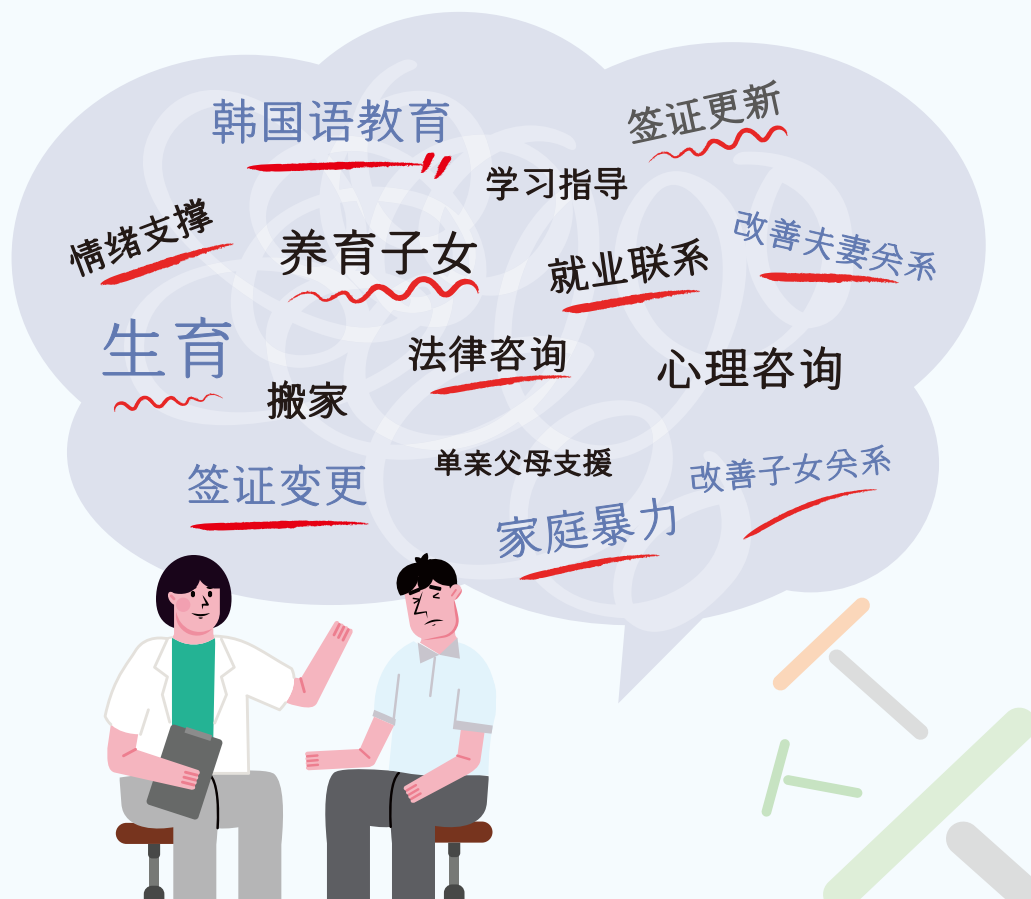 韩国语教育
签证更新
学习指导
情绪支撑
养育子女
就业联系
改善夫妻关系
生育
搬家
法律咨询
心理咨询
签证变更
单亲父母支援
改善子女关系
家庭暴力